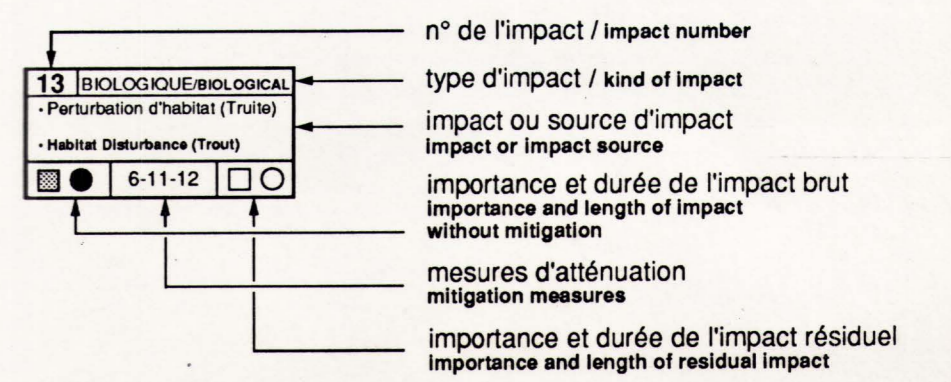 n° de l'impact / impact number
13 BIOLOGIQUE/BIOLOGICAL
type d'impact / kind of impact
• Perturbation d'habitat (Truite)
• Habitat Disturbance (Trout)
impact ou source d'impact
impact or impact source
6-11-12
importance et durée de l'impact brut
importance and length of impact
without mitigation
mesures d'atténuation
mitigation measures
importance et durée de l'impact résiduel
importance and length of residual impact